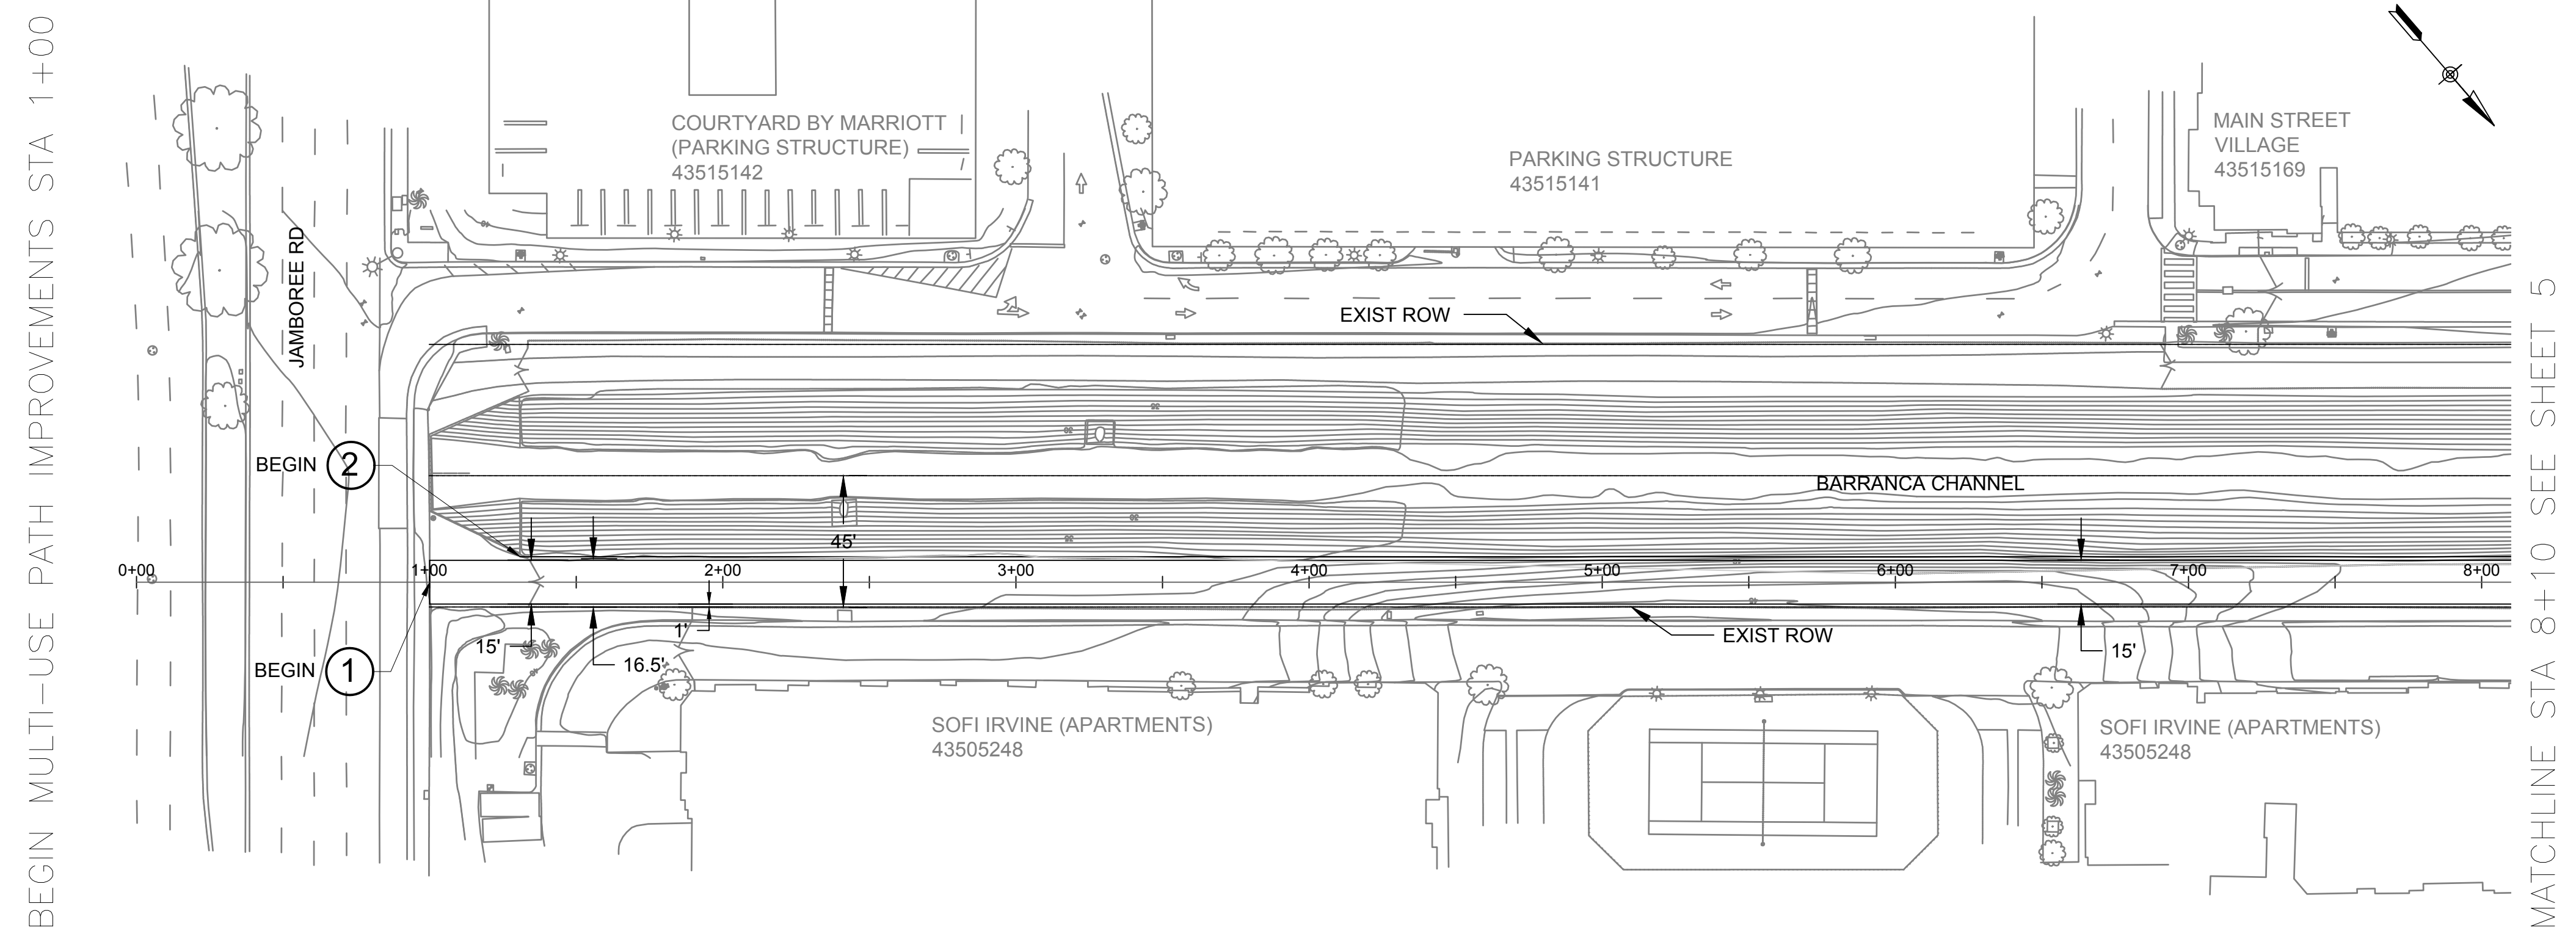 BEGIN MULTI-USE PATH IMPROVEMENTS STA 1+00
COURTYARD BY MARRIOTT
(PARKING STRUCTURE)
43515142
PARKING STRUCTURE
43515141
MAIN STREET
VILLAGE
43515169
JAMBOREE RD
EXIST ROW
BEGIN 2
BARRANCA CHANNEL
45'
0+00 1+00 2+00 3+00 4+00 5+00 6+00 7+00 8+00
1'
15'
16.5'
EXIST ROW
15'
BEGIN 1
SOFI IRVINE (APARTMENTS)
43505248
SOFI IRVINE (APARTMENTS)
43505248
MATCHLINE STA 8+10 SEE SHEET 5